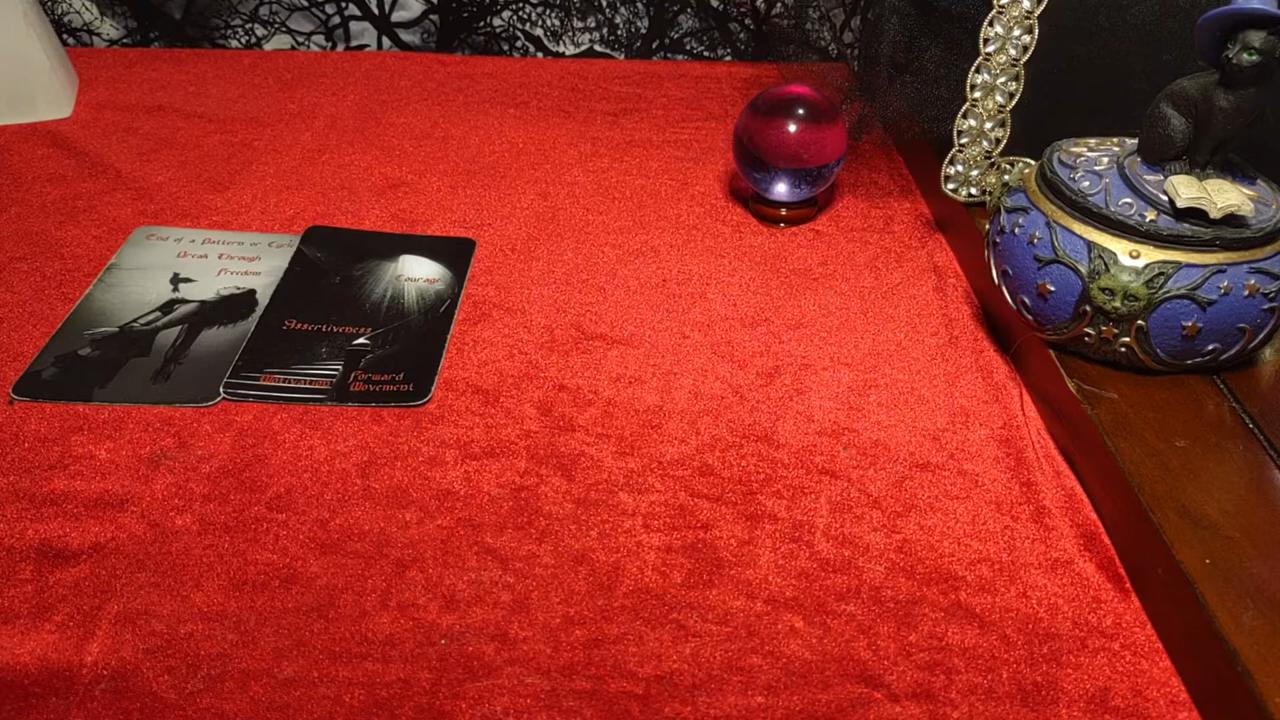 End of a Pattern or Cycle
Break Through
Freedom
Courage
Assertiveness
Motivation
Forward
Movement